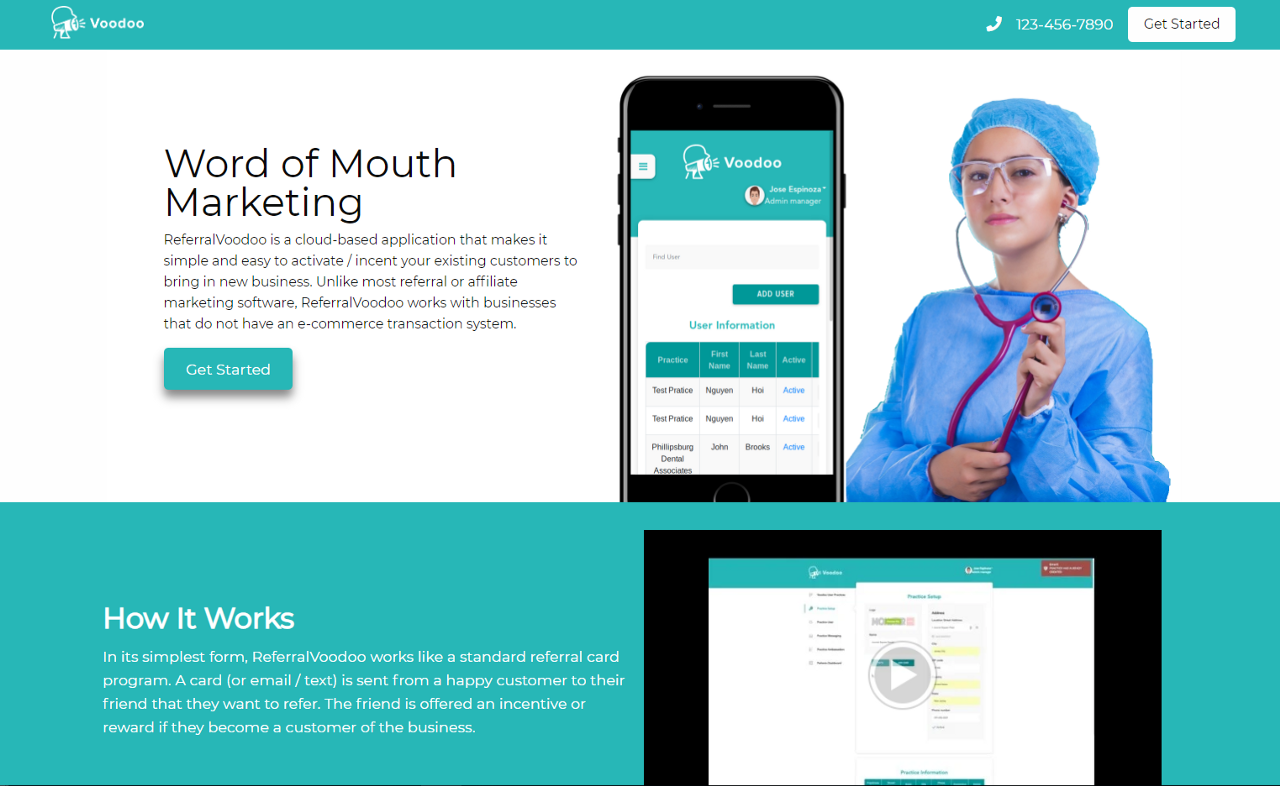 Voodoo
123-456-7890
Get Started
Word of Mouth
Marketing
ReferralVoodoo is a cloud-based application that makes it
simple and easy to activate / incent your existing customers to
bring in new business. Unlike most referral or affiliate
marketing software, ReferralVoodoo works with businesses
that do not have an e-commerce transaction system.
Get Started
Voodoo
Jose Espinoza
Admin manager
Find User
ADD USER
User Information
Practice First Name Last Name Active
Test Pratice Nguyen Hoi Active
Test Pratice Nguyen Hoi Active
Phillipsburg John Brooks Active
Dental
Associates
How It Works
In its simplest form, ReferralVoodoo works like a standard referral card
program. A card (or email / text) is sent from a happy customer to their
friend that they want to refer. The friend is offered an incentive or
reward if they become a customer of the business.
Voodoo
Practice Setup
Address
Practice Information